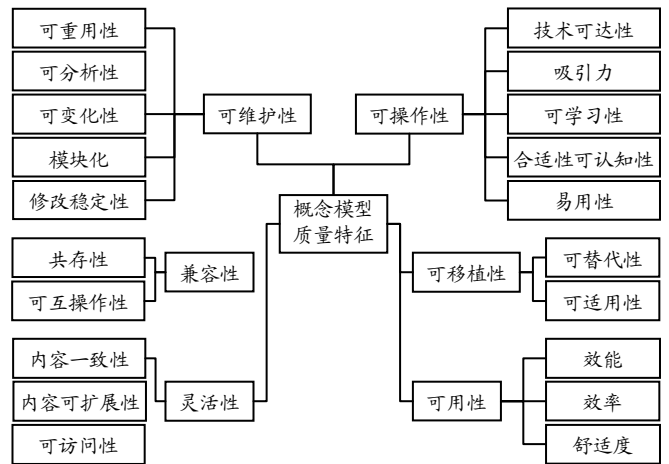 可重用性
可分析性
可变化性
模块化
修改稳定性
可维护性
可操作性
技术可达性
吸引力
可学习性
合适性可认知性
易用性
概念模型
质量特征
共存性
可互操作性
兼容性
可移植性
可替代性
可适用性
内容一致性
内容可扩展性
可访问性
灵活性
可用性
效能
效率
舒适度